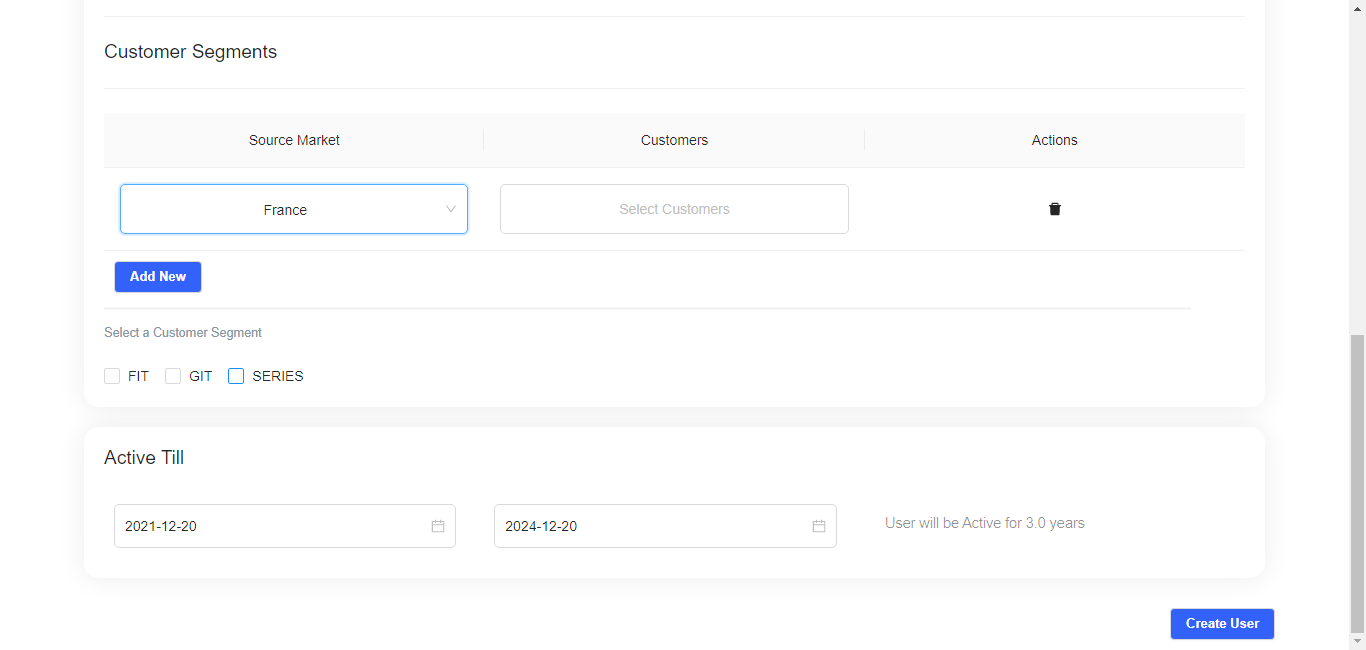 Customer Segments
Source Market Customers Actions
France Select Customers
Add New
Select a Customer Segment
FIT GIT SERIES
Active Till
2021-12-20 2024-12-20 User will be Active for 3.0 years
Create User